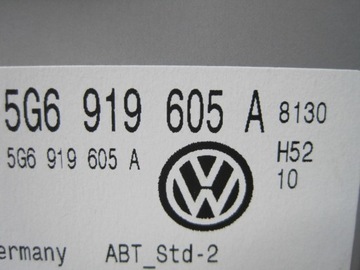 5G6 919 605 A 8130
5G6 919 605 A
H52
10
ermany ABT_Std-2